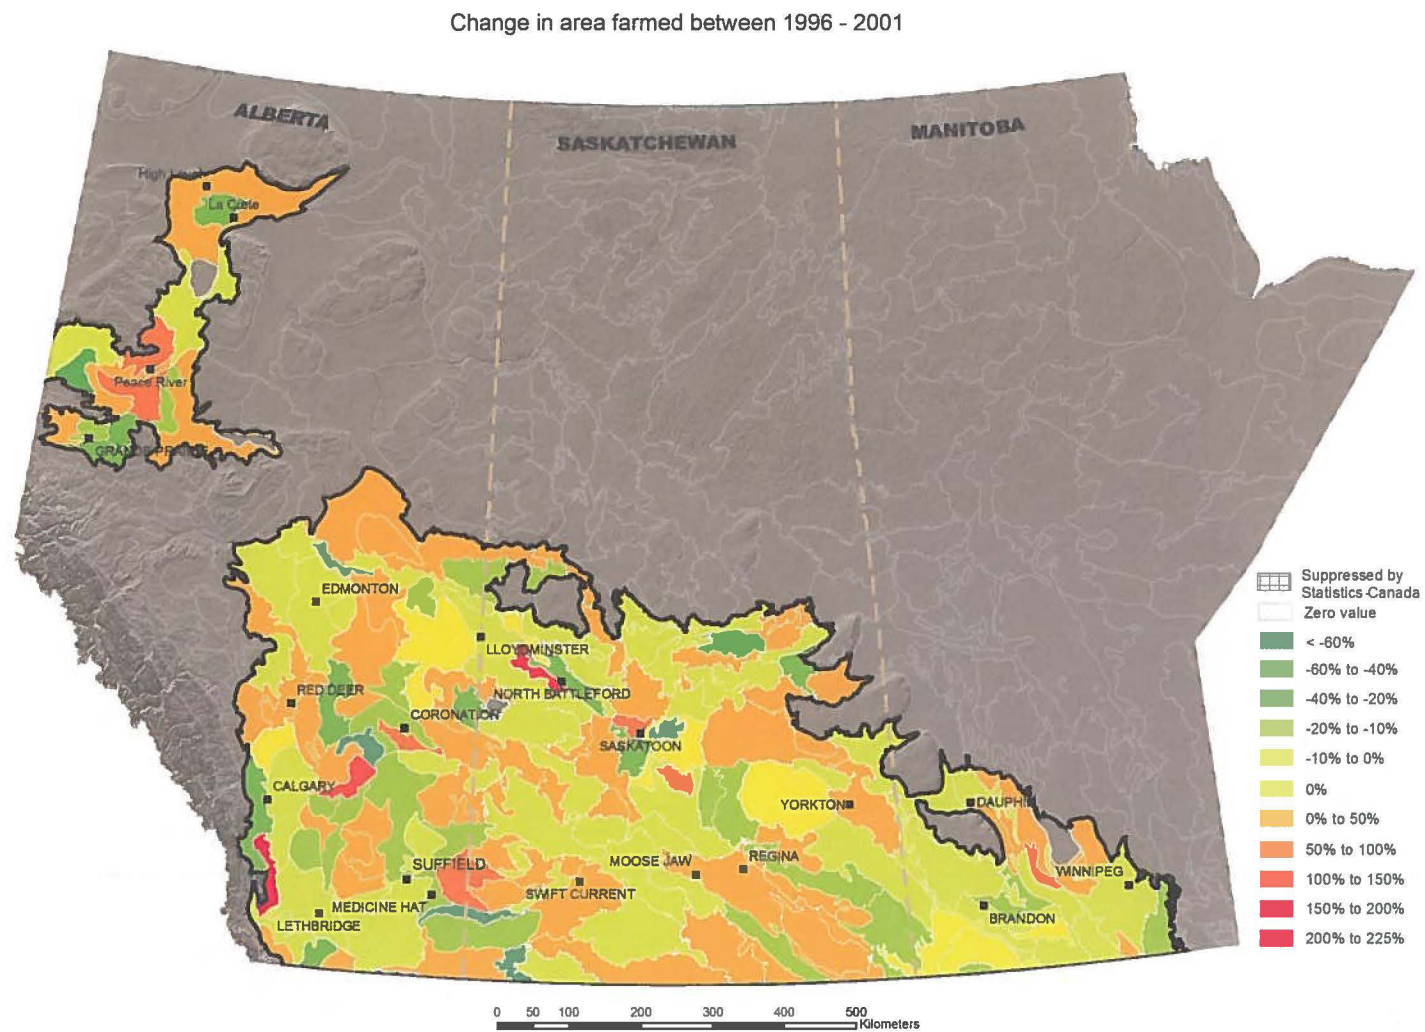 Change in area farmed between 1996 - 2001
ALBERTA
SASKATCHEWAN
MANITOBA
High Level
La Crete
Peace River
GRANDE PRAIRIE
EDMONTON
LLOYDMINSTER
RED DEER
NORTH BATTLEFORD
CORONATION
SASKATOON
CALGARY
YORKTON
DAUPHIN
SUFFIELD
MOOSE JAW
REGINA
WINNIPEG
SWIFT CURRENT
MEDICINE HAT
LETHBRIDGE
BRANDON
Suppressed by
Statistics Canada
Zero value
< -60%
-60% to -40%
-40% to -20%
-20% to -10%
-10% to 0%
0%
0% to 50%
50% to 100%
100% to 150%
150% to 200%
200% to 225%
0 50 100 200 300 400 500
Kilometers